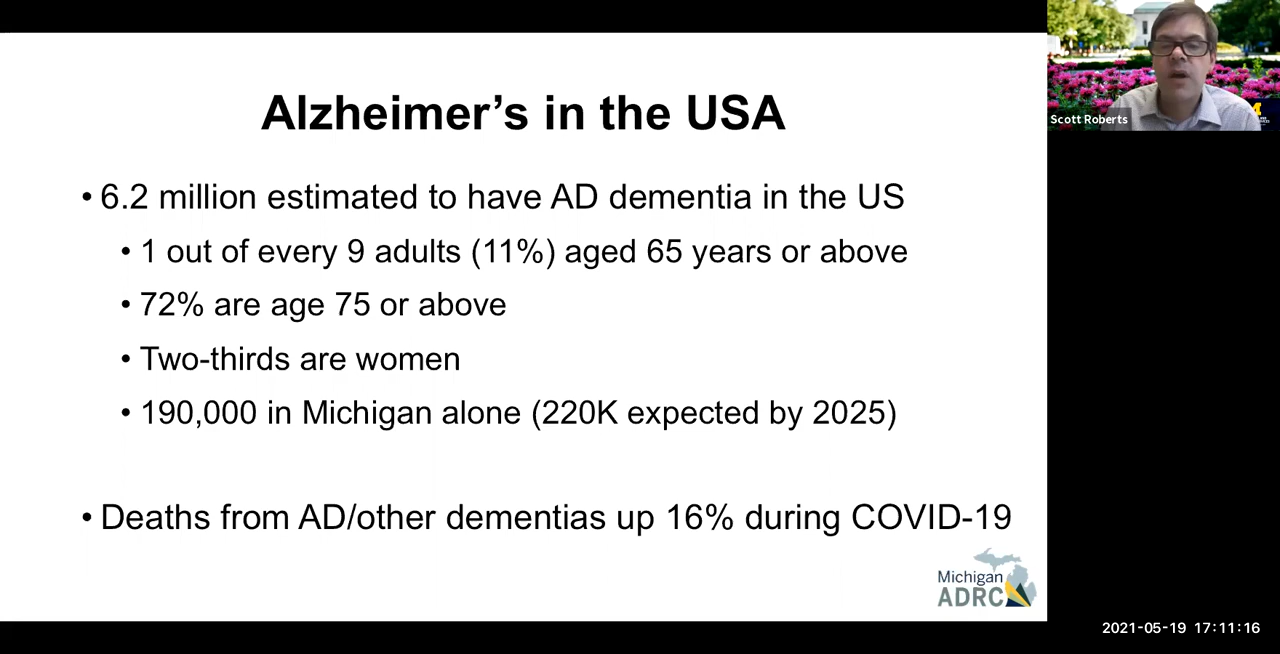 Alzheimer’s in the USA
• 6.2 million estimated to have AD dementia in the US
• 1 out of every 9 adults (11%) aged 65 years or above
• 72% are age 75 or above
• Two-thirds are women
• 190,000 in Michigan alone (220K expected by 2025)
• Deaths from AD/other dementias up 16% during COVID-19
Michigan
ADRC
Scott Roberts
2021-05-19 17:11:16